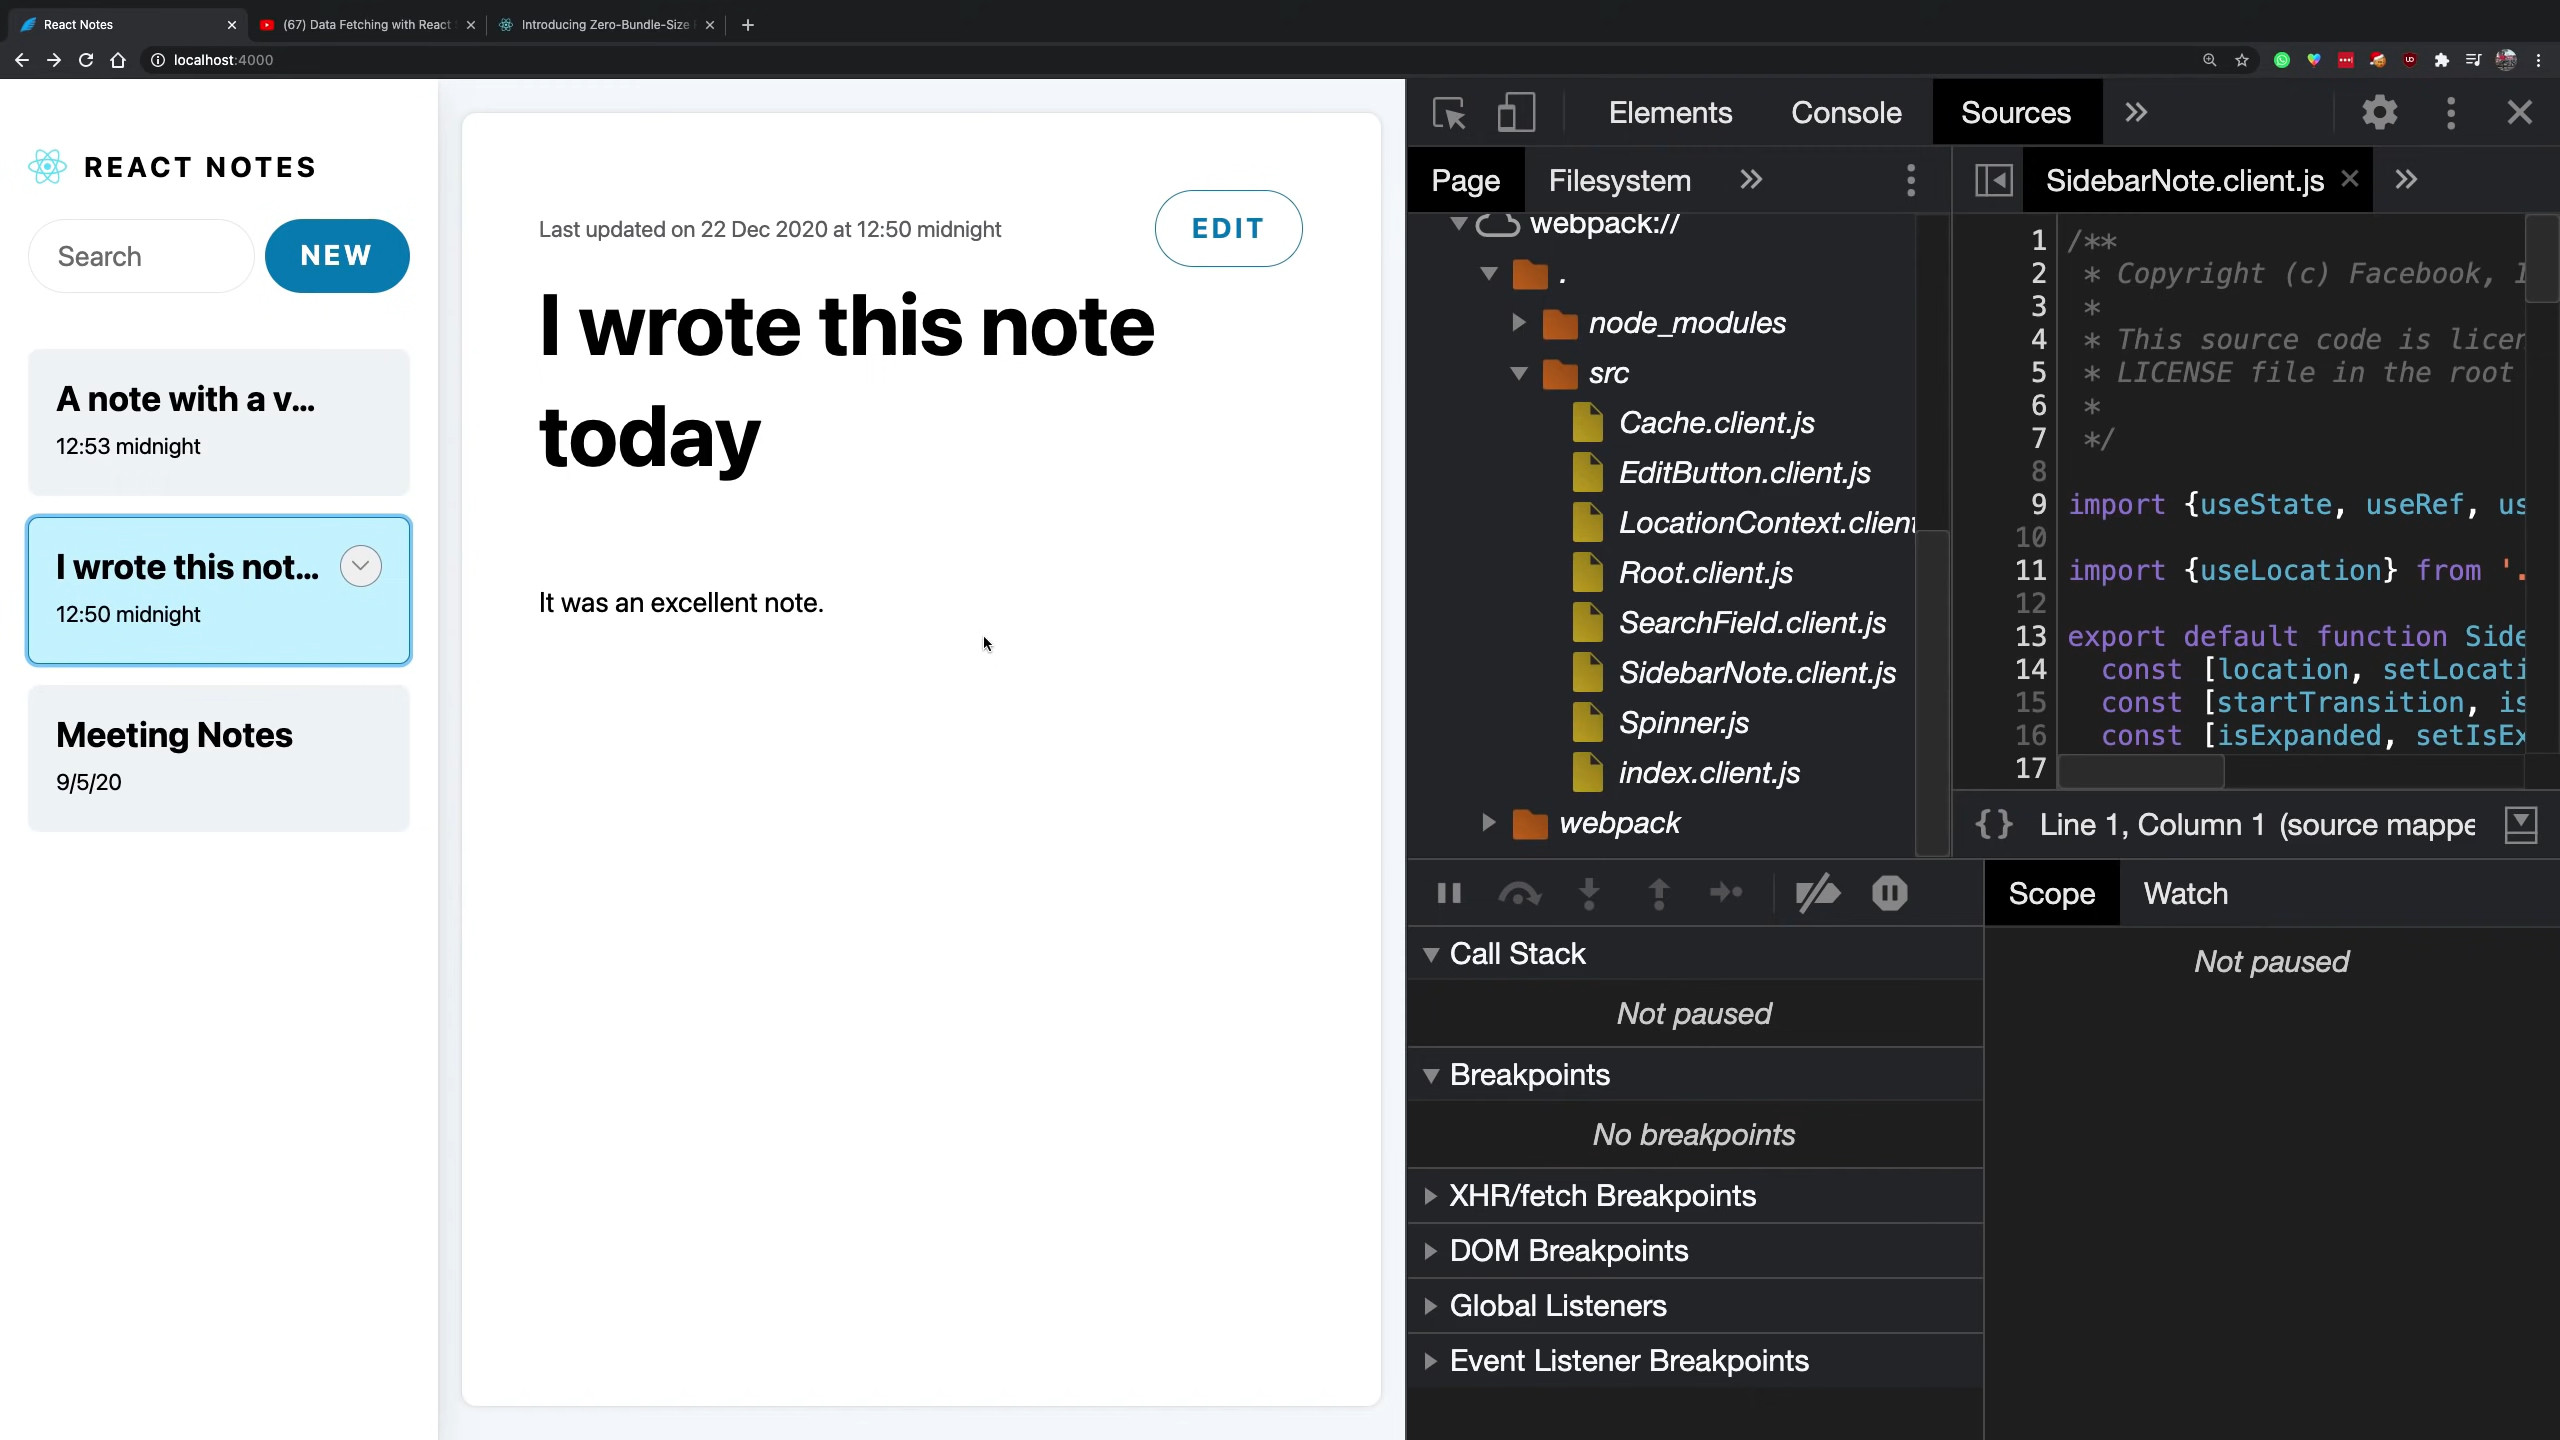 React Notes
(67) Data Fetching with React
Introducing Zero-Bundle-Size
localhost:4000
REACT NOTES
Search
NEW
A note with a v...
12:53 midnight
I wrote this not...
12:50 midnight
Meeting Notes
9/5/20
Last updated on 22 Dec 2020 at 12:50 midnight
EDIT
I wrote this note
today
It was an excellent note.
Elements
Console
Sources
Page
Filesystem
webpack://
.
node_modules
src
Cache.client.js
EditButton.client.js
LocationContext.client
Root.client.js
SearchField.client.js
SidebarNote.client.js
Spinner.js
index.client.js
webpack
SidebarNote.client.js
1 /**
2 * Copyright (c) Facebook, I
3 *
4 * This source code is licen
5 * LICENSE file in the root
6 *
7 */
8
9 import {useState, useRef, us
10
11 import {useLocation} from '.
12
13 export default function Side
14 const [location, setLocati
15 const [startTransition, is
16 const [isExpanded, setIsEx
17
{} Line 1, Column 1 (source mappe
Call Stack
Not paused
Breakpoints
No breakpoints
XHR/fetch Breakpoints
DOM Breakpoints
Global Listeners
Event Listener Breakpoints
Scope
Watch
Not paused